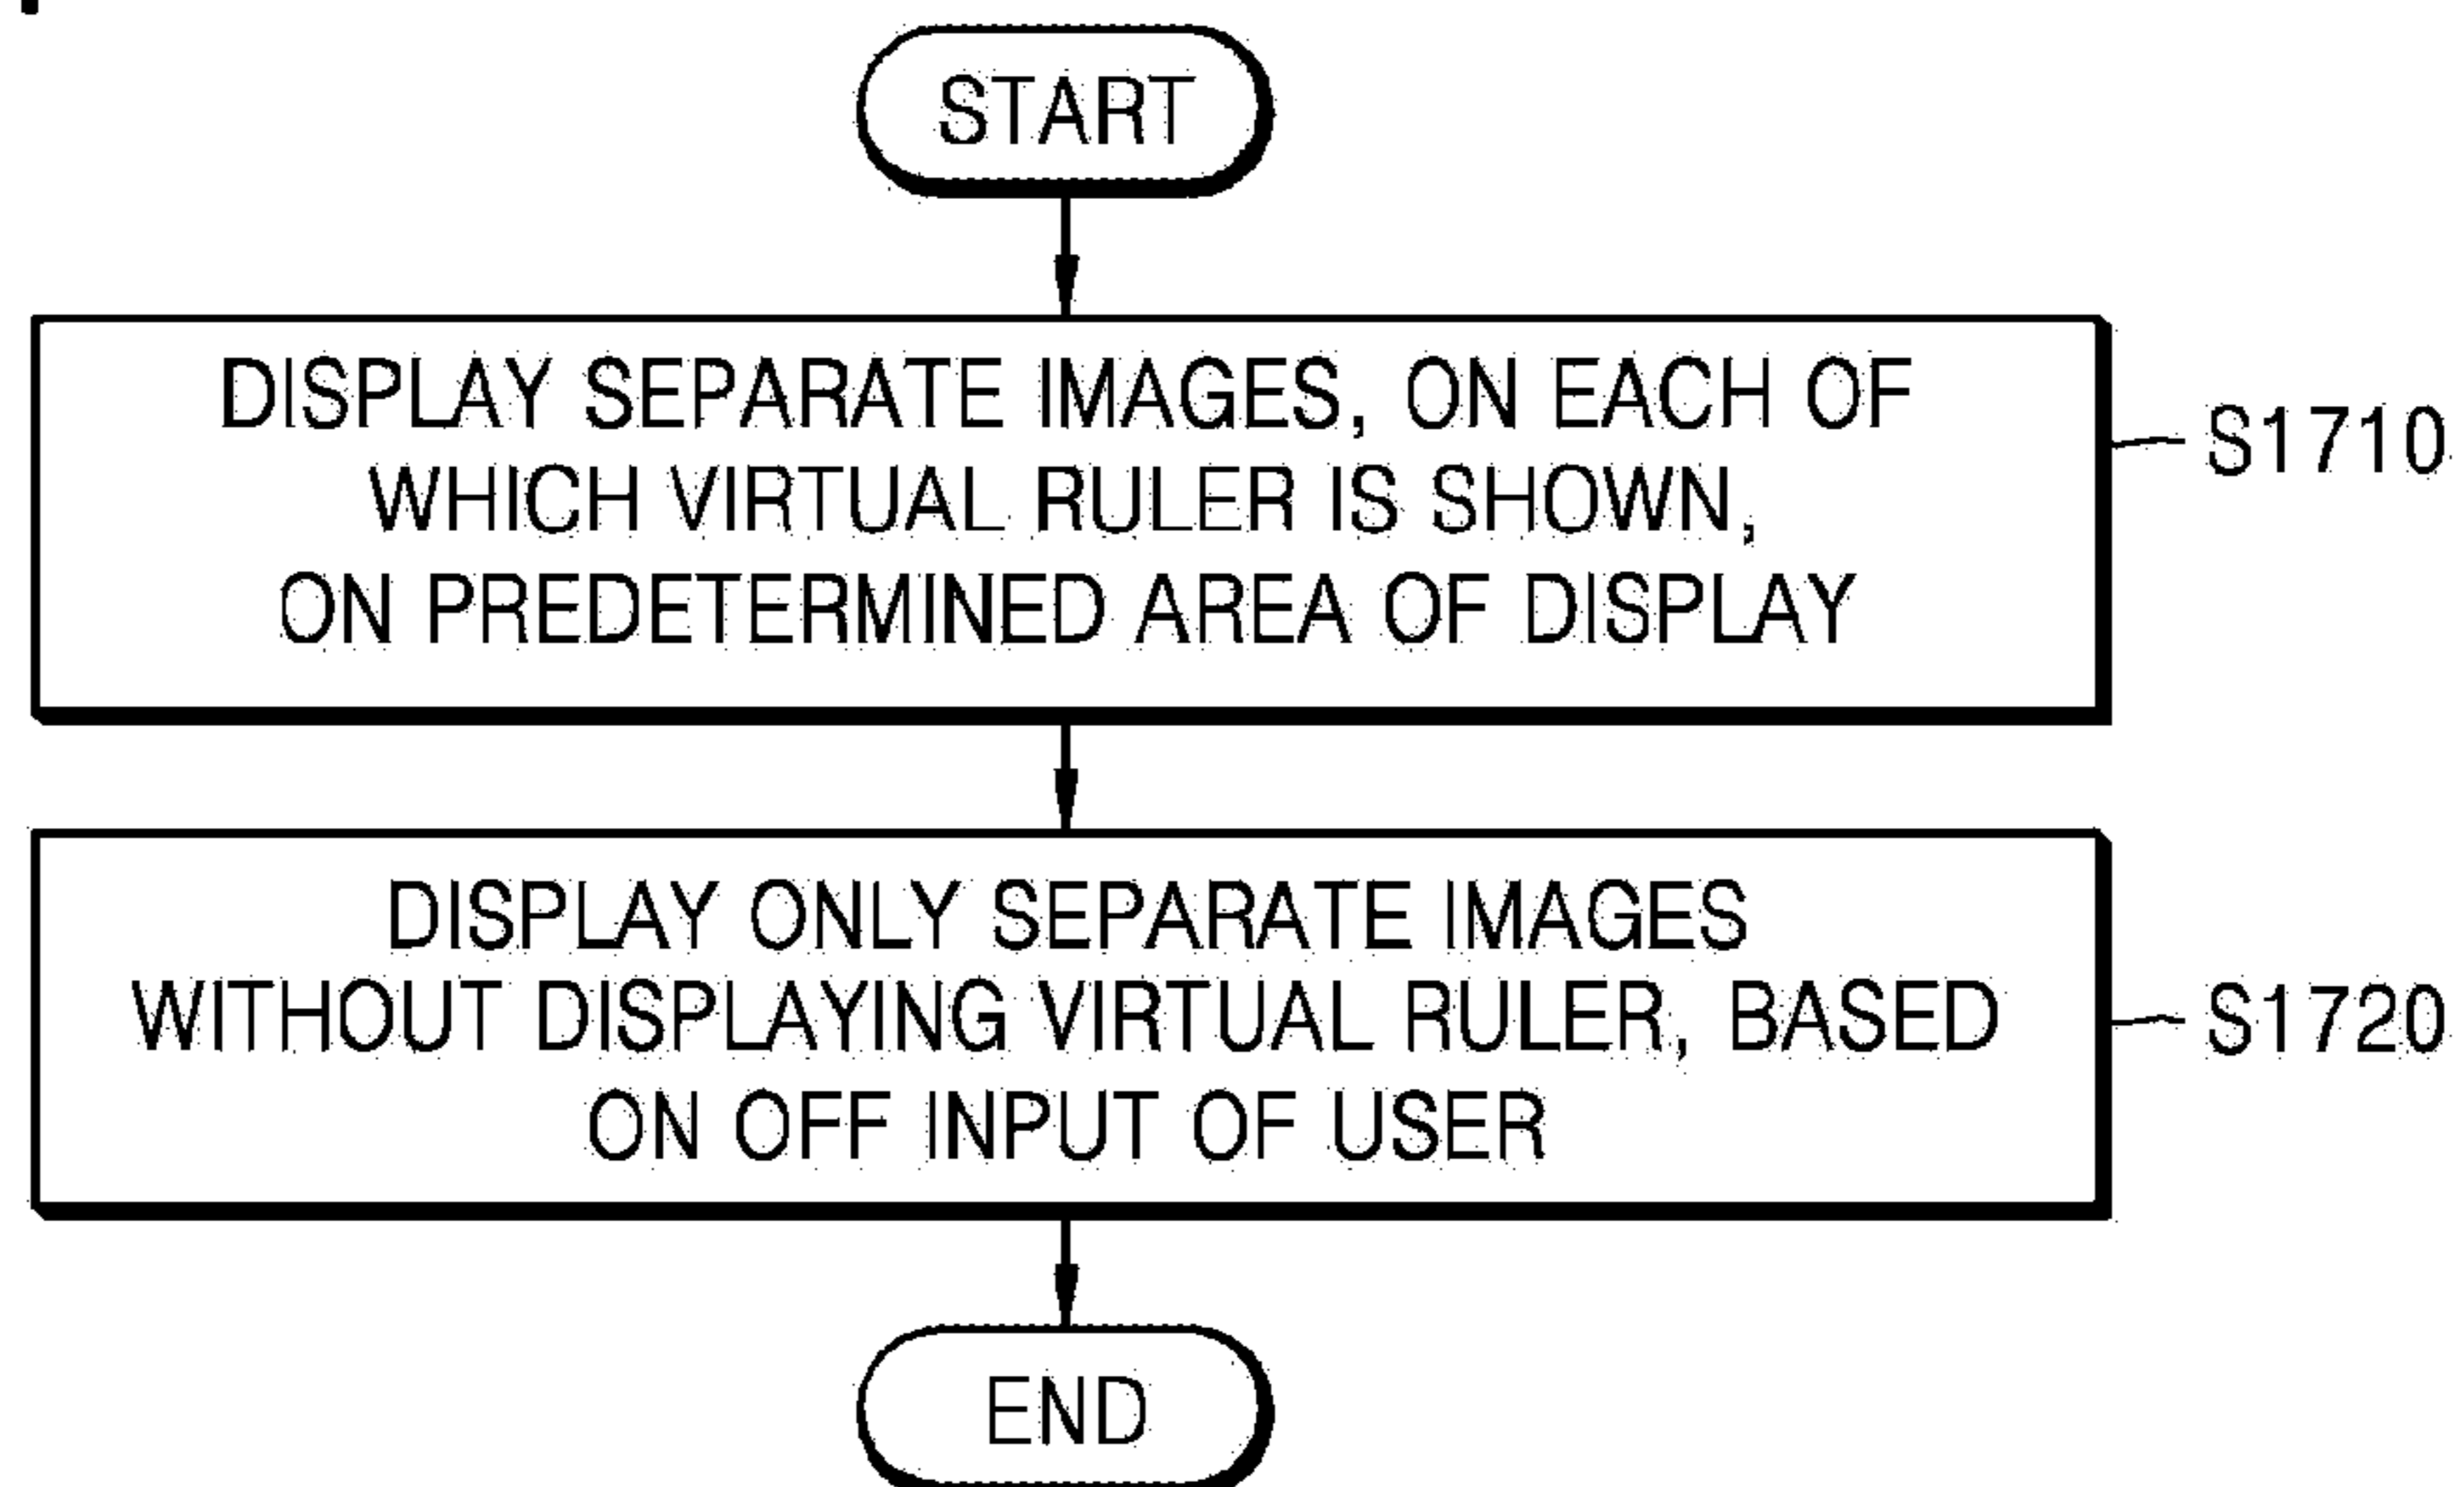 START
DISPLAY SEPARATE IMAGES, ON EACH OF
WHICH VIRTUAL RULER IS SHOWN,
ON PREDETERMINED AREA OF DISPLAY
S1710
DISPLAY ONLY SEPARATE IMAGES
WITHOUT DISPLAYING VIRTUAL RULER, BASED
ON OFF INPUT OF USER
S1720
END